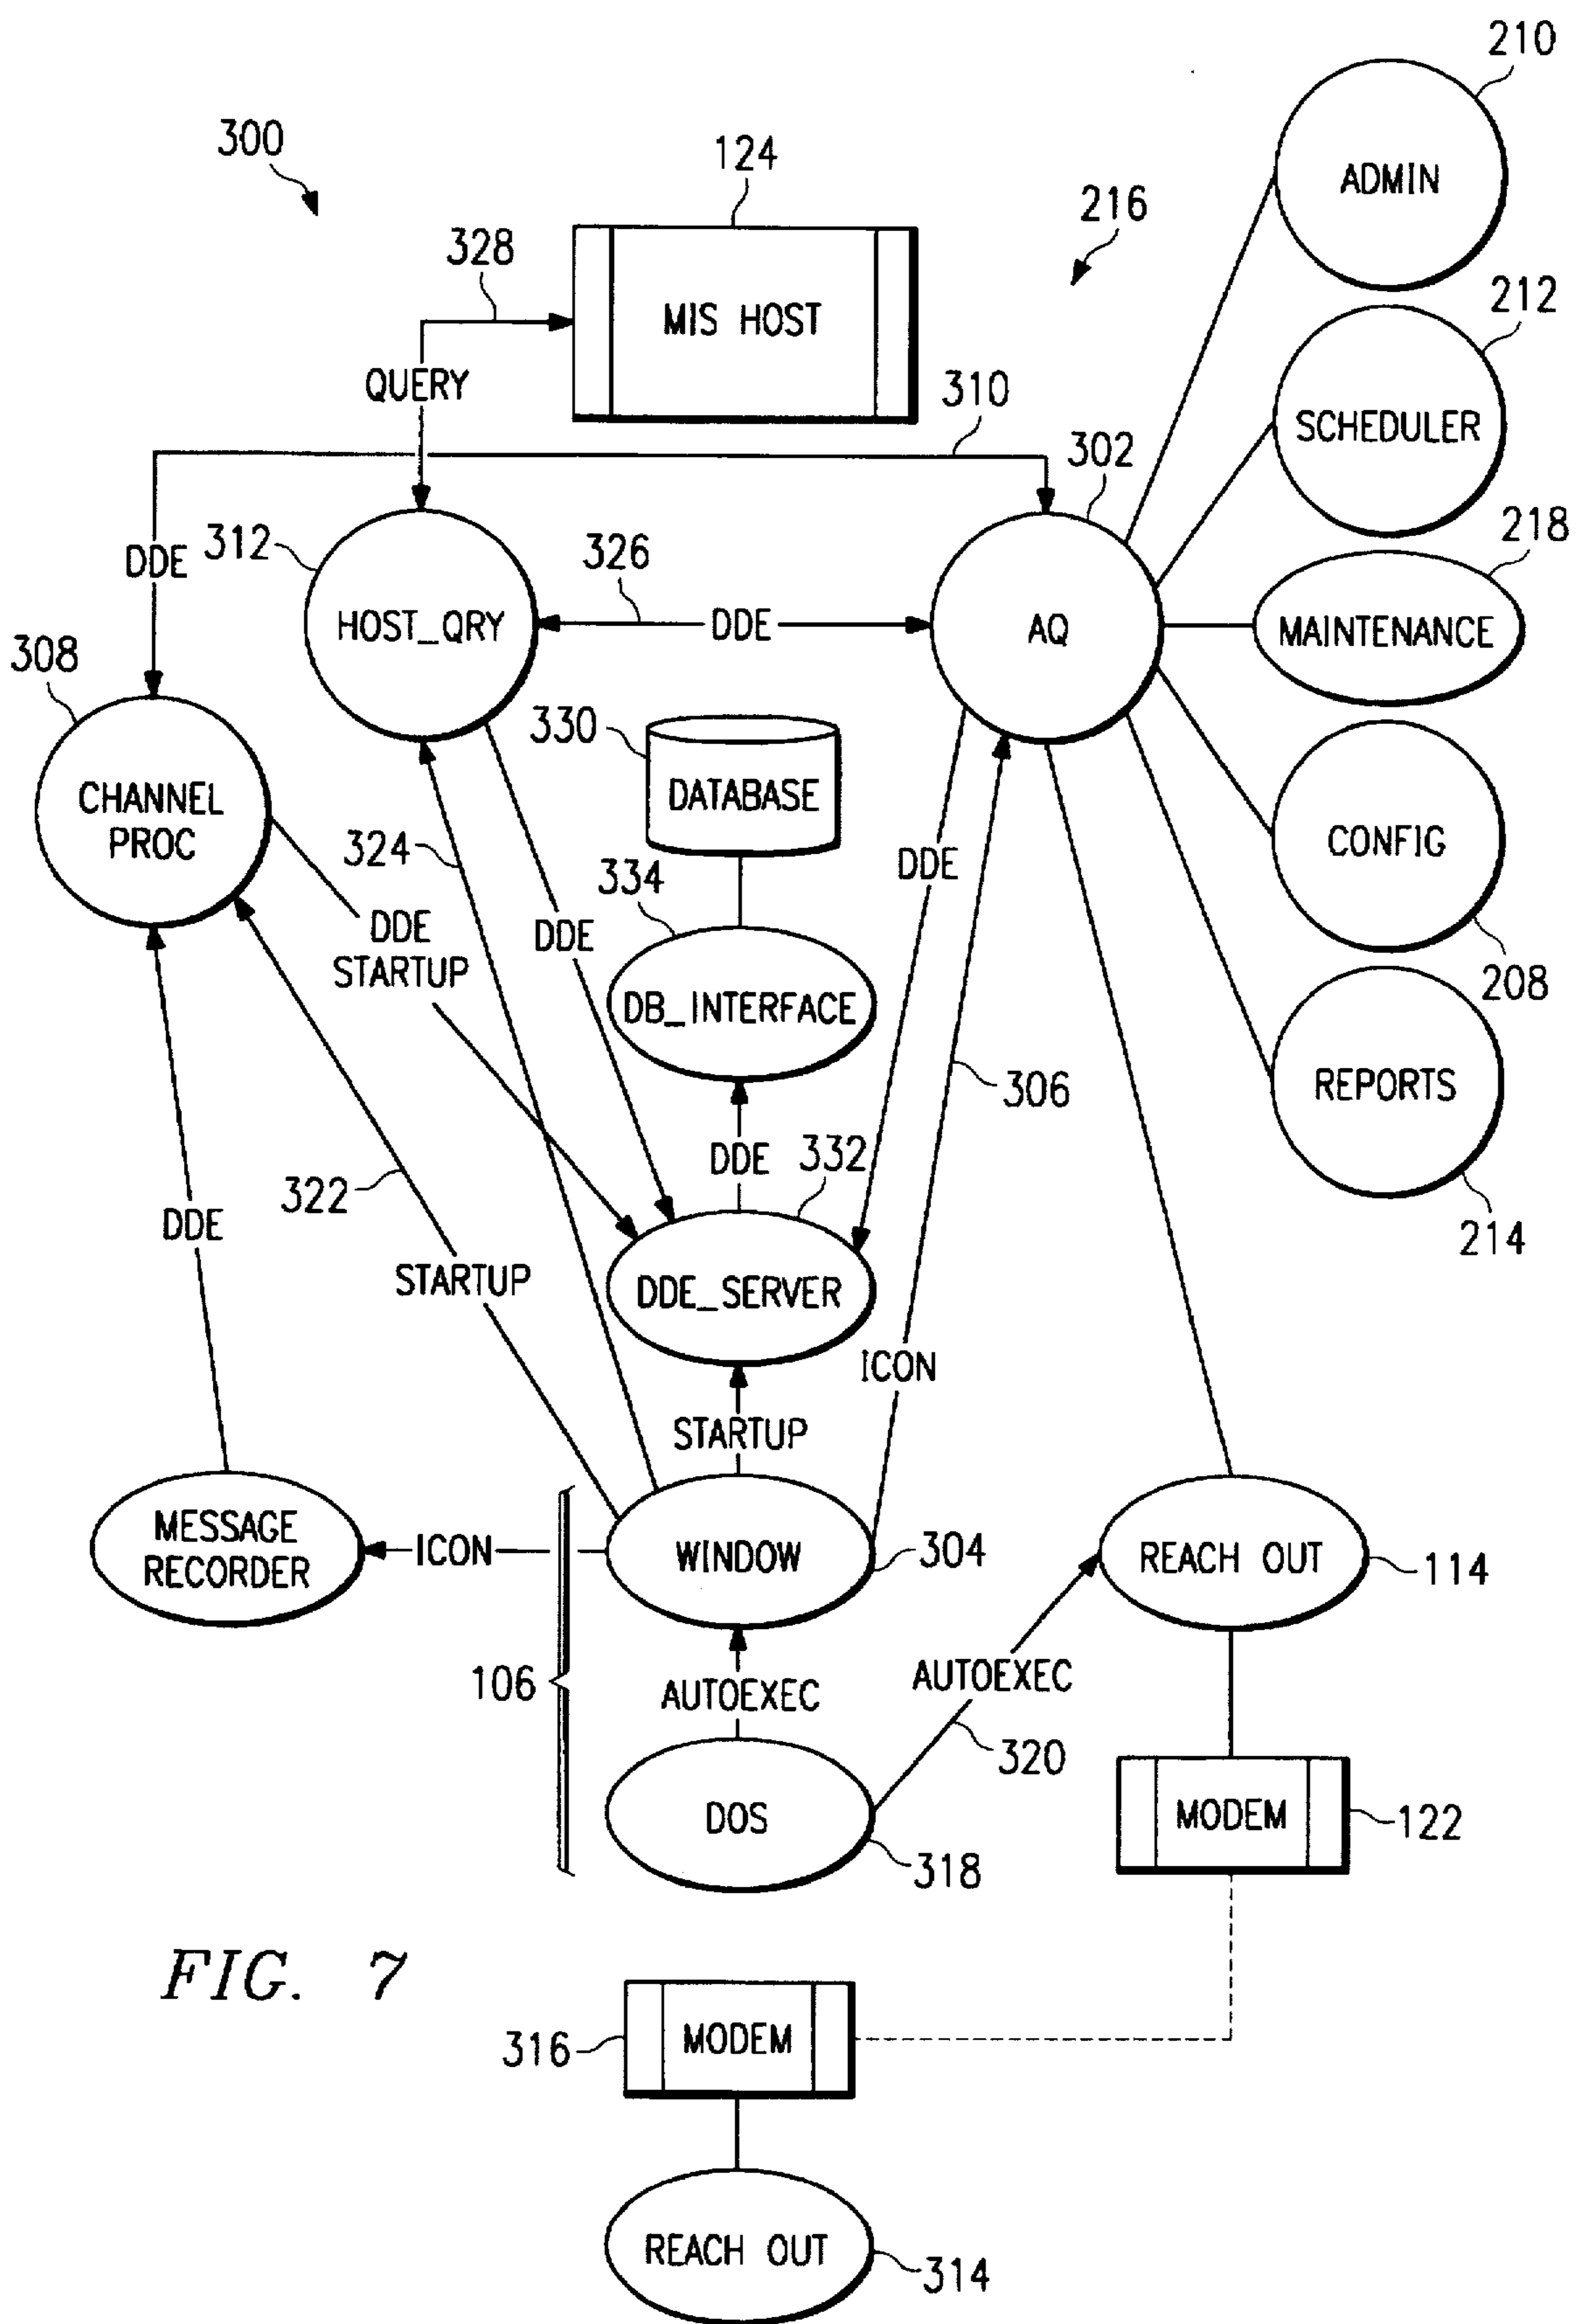 210
300
124
ADMIN
216
328
MIS HOST
212
QUERY
310
SCHEDULER
302
218
DDE
312
326
HOST_QRY
DDE
AQ
MAINTENANCE
308
330
CHANNEL
PROC
DATABASE
CONFIG
324
DDE
334
DDE
STARTUP
DDE
208
DB_INTERFACE
306
REPORTS
DDE
332
322
DDE
214
STARTUP
DDE_SERVER
ICON
STARTUP
MESSAGE
RECORDER
ICON
WINDOW
304
REACH OUT
114
106
AUTOEXEC
AUTOEXEC
320
DOS
MODEM
122
318
FIG. 7
316
MODEM
REACH OUT
314